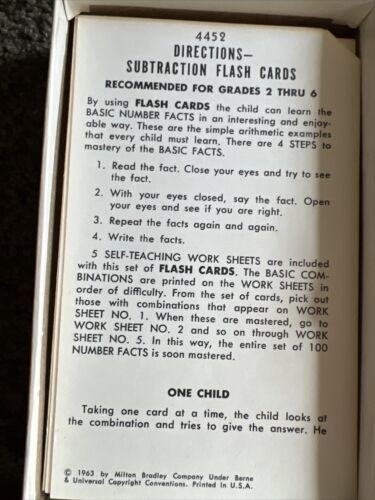 4452
DIRECTIONS—
SUBTRACTION FLASH CARDS
RECOMMENDED FOR GRADES 2 THRU 6
By using FLASH CARDS the child can learn the
BASIC NUMBER FACTS in an interesting and enjoy-
able way. These are the simple arithmetic examples
that every child must learn. There are 4 STEPS to
mastery of the BASIC FACTS.
1. Read the fact. Close your eyes and try to see
the fact.
2. With your eyes closed, say the fact. Open
your eyes and see if you are right.
3. Repeat the facts again and again.
4. Write the facts.
5 SELF-TEACHING WORK SHEETS are included
with this set of FLASH CARDS. The BASIC COM-
BINATIONS are printed on the WORK SHEETS in
order of difficulty. From the set of cards, pick out
those with combinations that appear on WORK
SHEET NO. 1. When these are mastered, go to
WORK SHEET NO. 2 and so on through WORK
SHEET NO. 5. In this way, the entire set of 100
NUMBER FACTS is soon mastered.
ONE CHILD
Taking one card at a time, the child looks at
the combination and tries to give the answer. He
© 1963 by Milton Bradley Company Under Berne
& Universal Copyright Conventions. Printed in U.S.A.